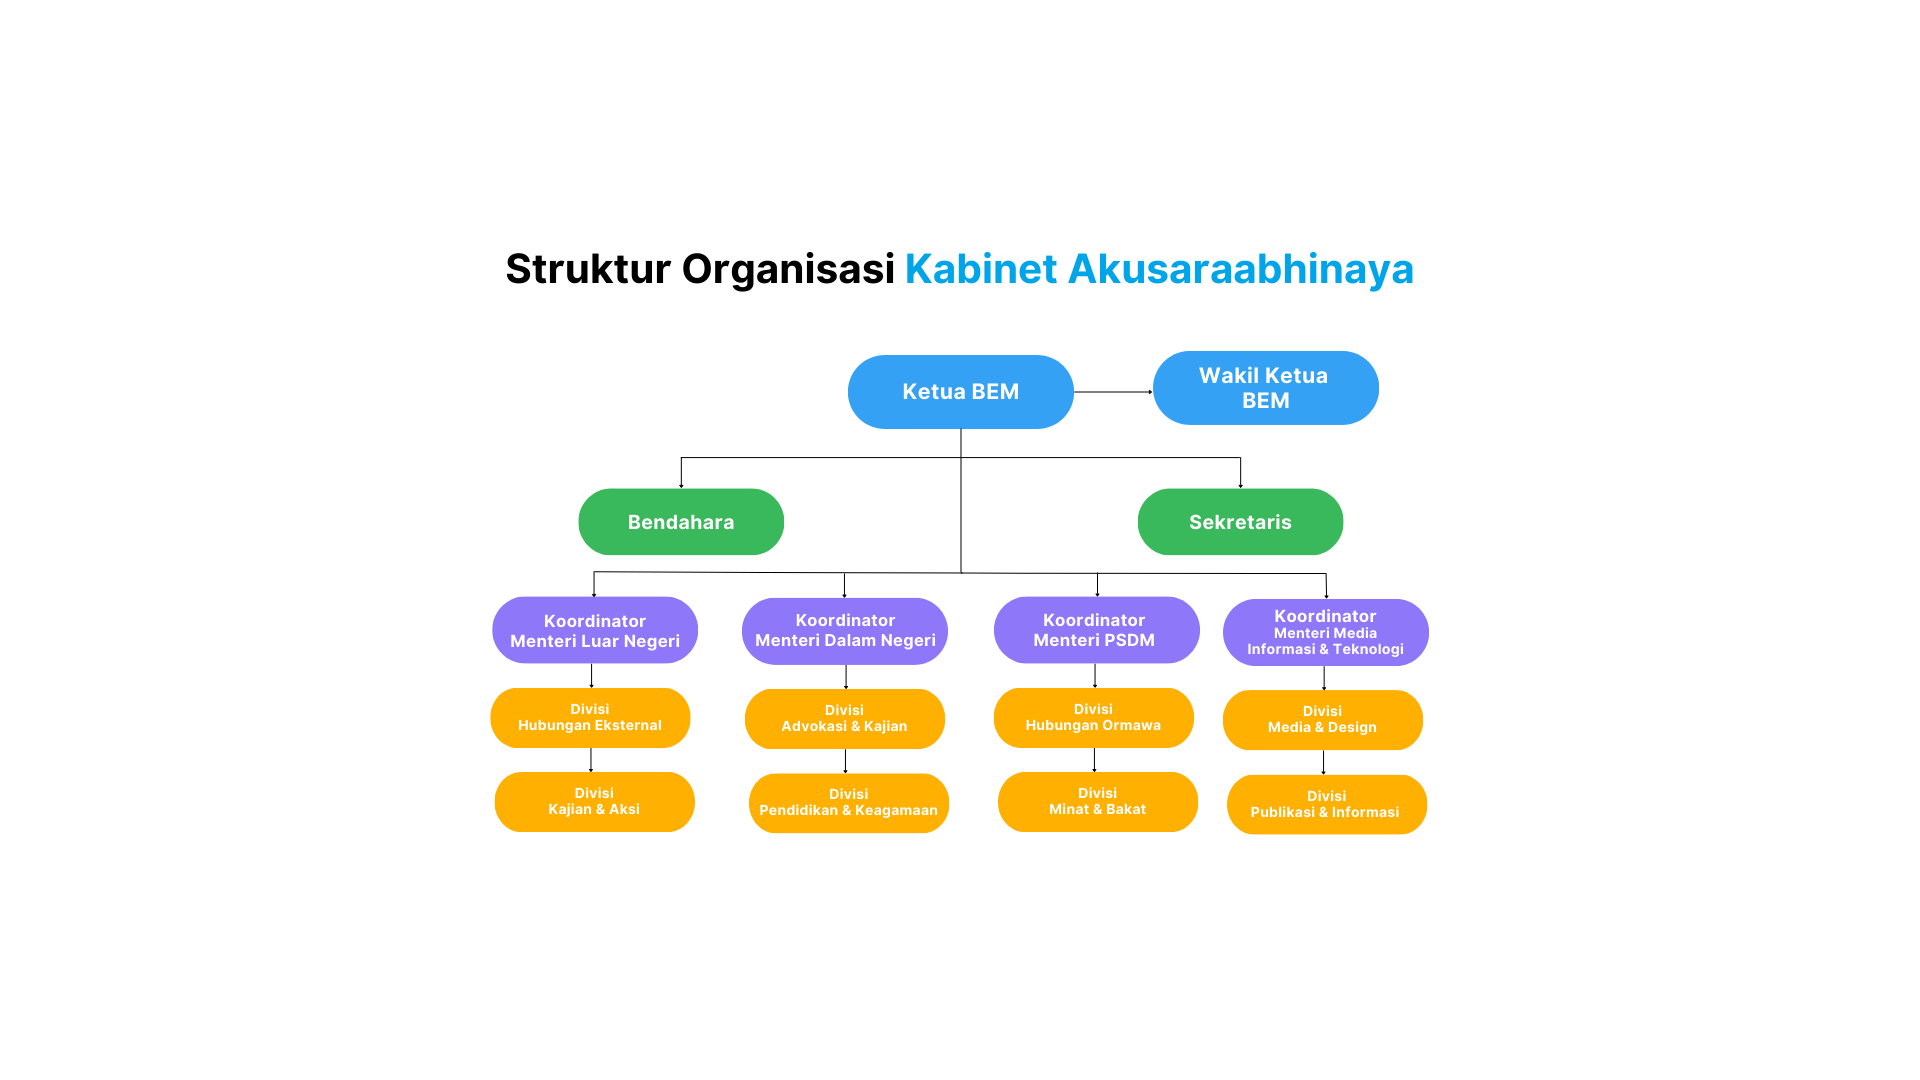 Struktur Organisasi Kabinet Akusaraabhinaya
Ketua BEM
Wakil Ketua
BEM
Bendahara
Sekretaris
Koordinator
Menteri Luar Negeri
Koordinator
Menteri Dalam Negeri
Koordinator
Menteri PSDM
Koordinator
Menteri Media
Informasi & Teknologi
Divisi
Hubungan Eksternal
Divisi
Advokasi & Kajian
Divisi
Hubungan Ormawa
Divisi
Media & Design
Divisi
Kajian & Aksi
Divisi
Pendidikan & Keagamaan
Divisi
Minat & Bakat
Divisi
Publikasi & Informasi